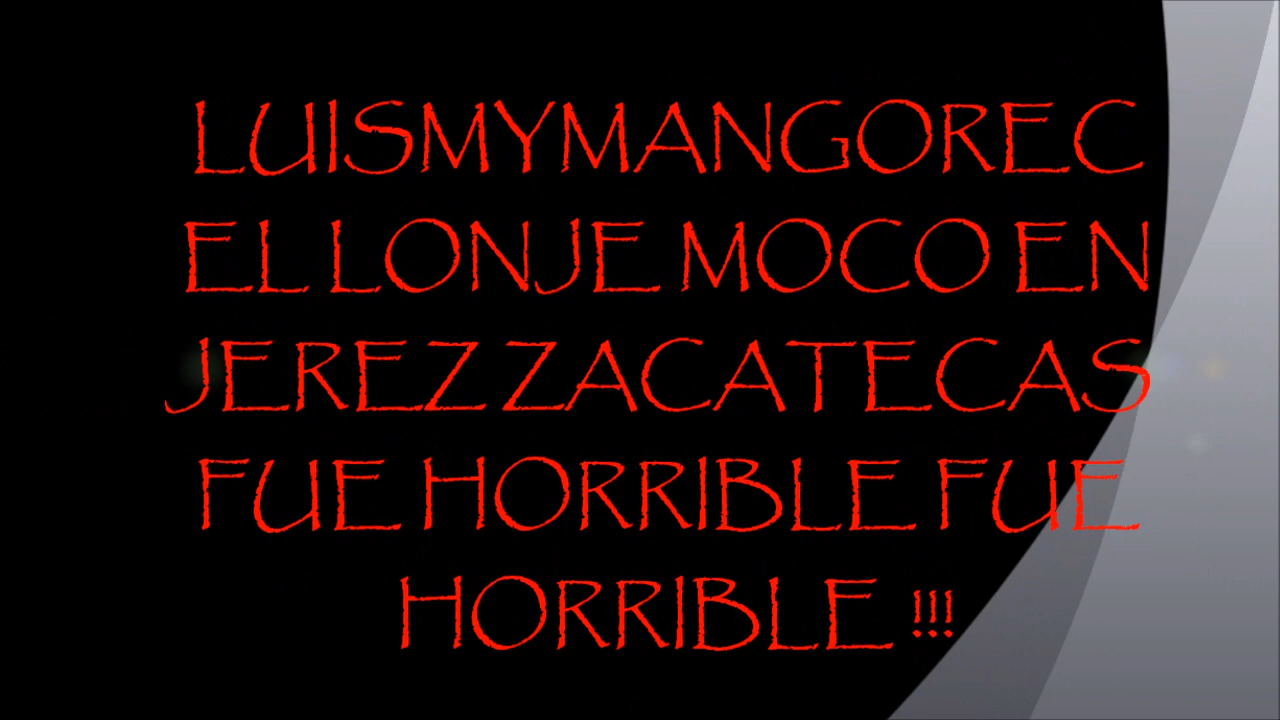 LUISMYMANGOREC
EL LONJE MOCO EN
JEREZ ZACATECAS
FUE HORRIBLE FUE
HORRIBLE !!!